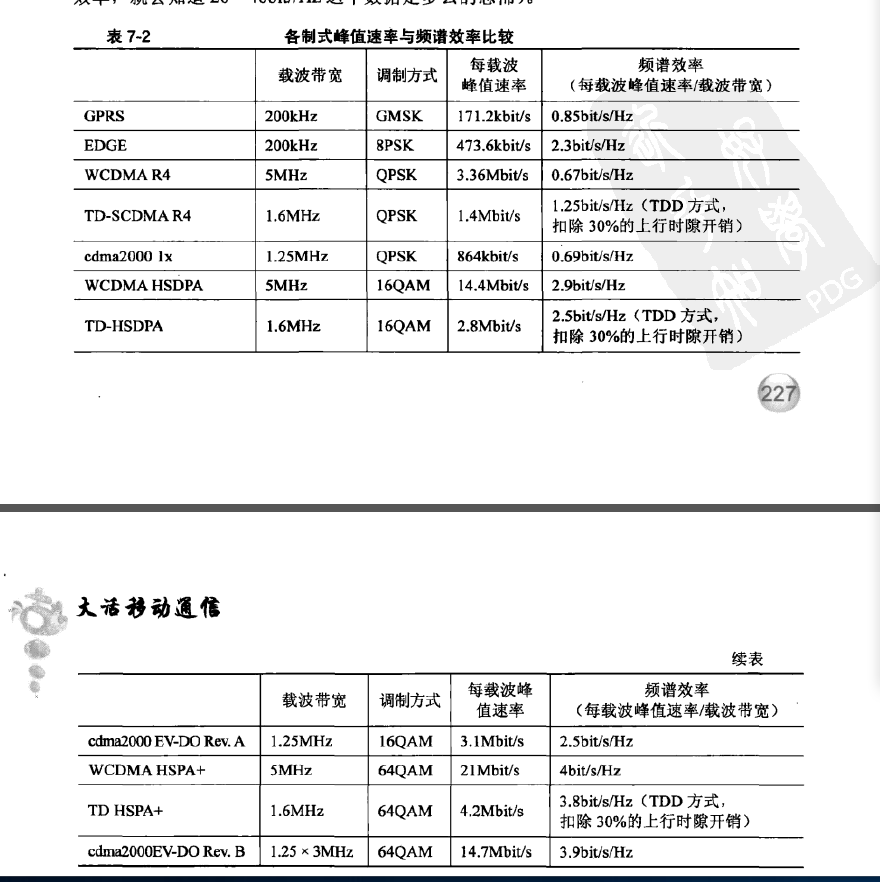 表 7-2 各制式峰值速率与频谱效率比较
载波带宽 调制方式 每载波峰值速率 频谱效率（每载波峰值速率/载波带宽）
GPRS 200kHz GMSK 171.2kbit/s 0.85bit/s/Hz
EDGE 200kHz 8PSK 473.6kbit/s 2.3bit/s/Hz
WCDMA R4 5MHz QPSK 3.36Mbit/s 0.67bit/s/Hz
TD-SCDMA R4 1.6MHz QPSK 1.4Mbit/s 1.25bit/s/Hz（TDD 方式，扣除 30%的上行时隙开销）
cdma2000 1x 1.25MHz QPSK 864kbit/s 0.69bit/s/Hz
WCDMA HSDPA 5MHz 16QAM 14.4Mbit/s 2.9bit/s/Hz
TD-HSDPA 1.6MHz 16QAM 2.8Mbit/s 2.5bit/s/Hz（TDD 方式，扣除 30%的上行时隙开销）
PDG
227
大话移动通信
续表
载波带宽 调制方式 每载波峰值速率 频谱效率（每载波峰值速率/载波带宽）
cdma2000 EV-DO Rev. A 1.25MHz 16QAM 3.1Mbit/s 2.5bit/s/Hz
WCDMA HSPA+ 5MHz 64QAM 21Mbit/s 4bit/s/Hz
TD HSPA+ 1.6MHz 64QAM 4.2Mbit/s 3.8bit/s/Hz（TDD 方式，扣除 30%的上行时隙开销）
cdma2000EV-DO Rev. B 1.25 × 3MHz 64QAM 14.7Mbit/s 3.9bit/s/Hz